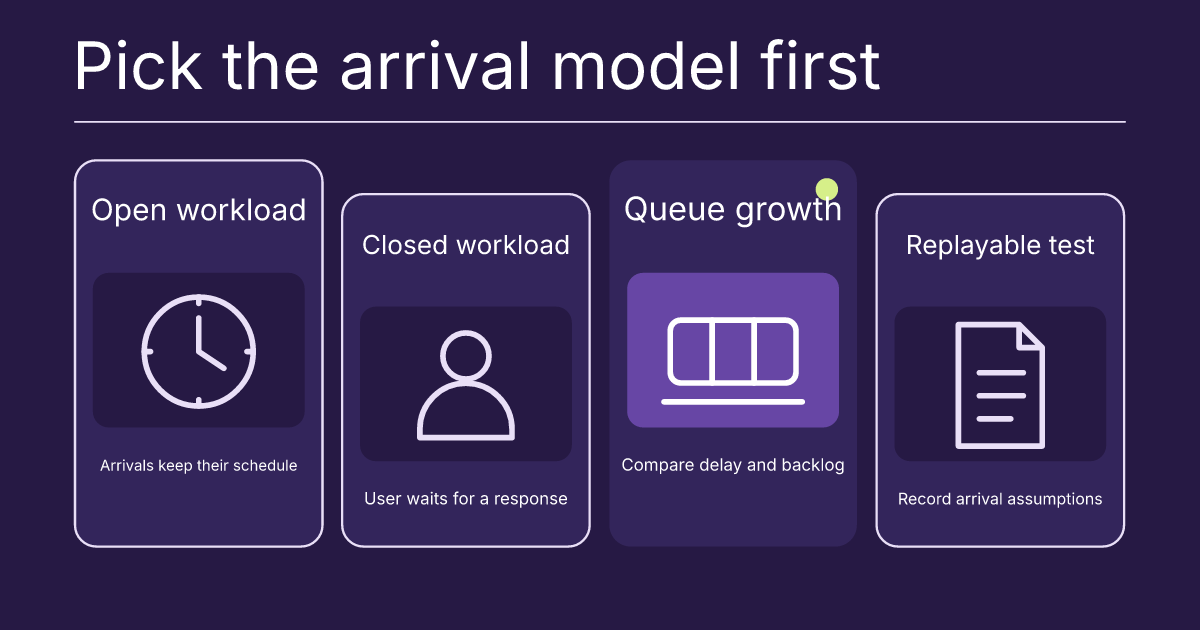 Pick the arrival model first
Open workload
Arrivals keep their schedule
Closed workload
User waits for a response
Queue growth
Compare delay and backlog
Replayable test
Record arrival assumptions